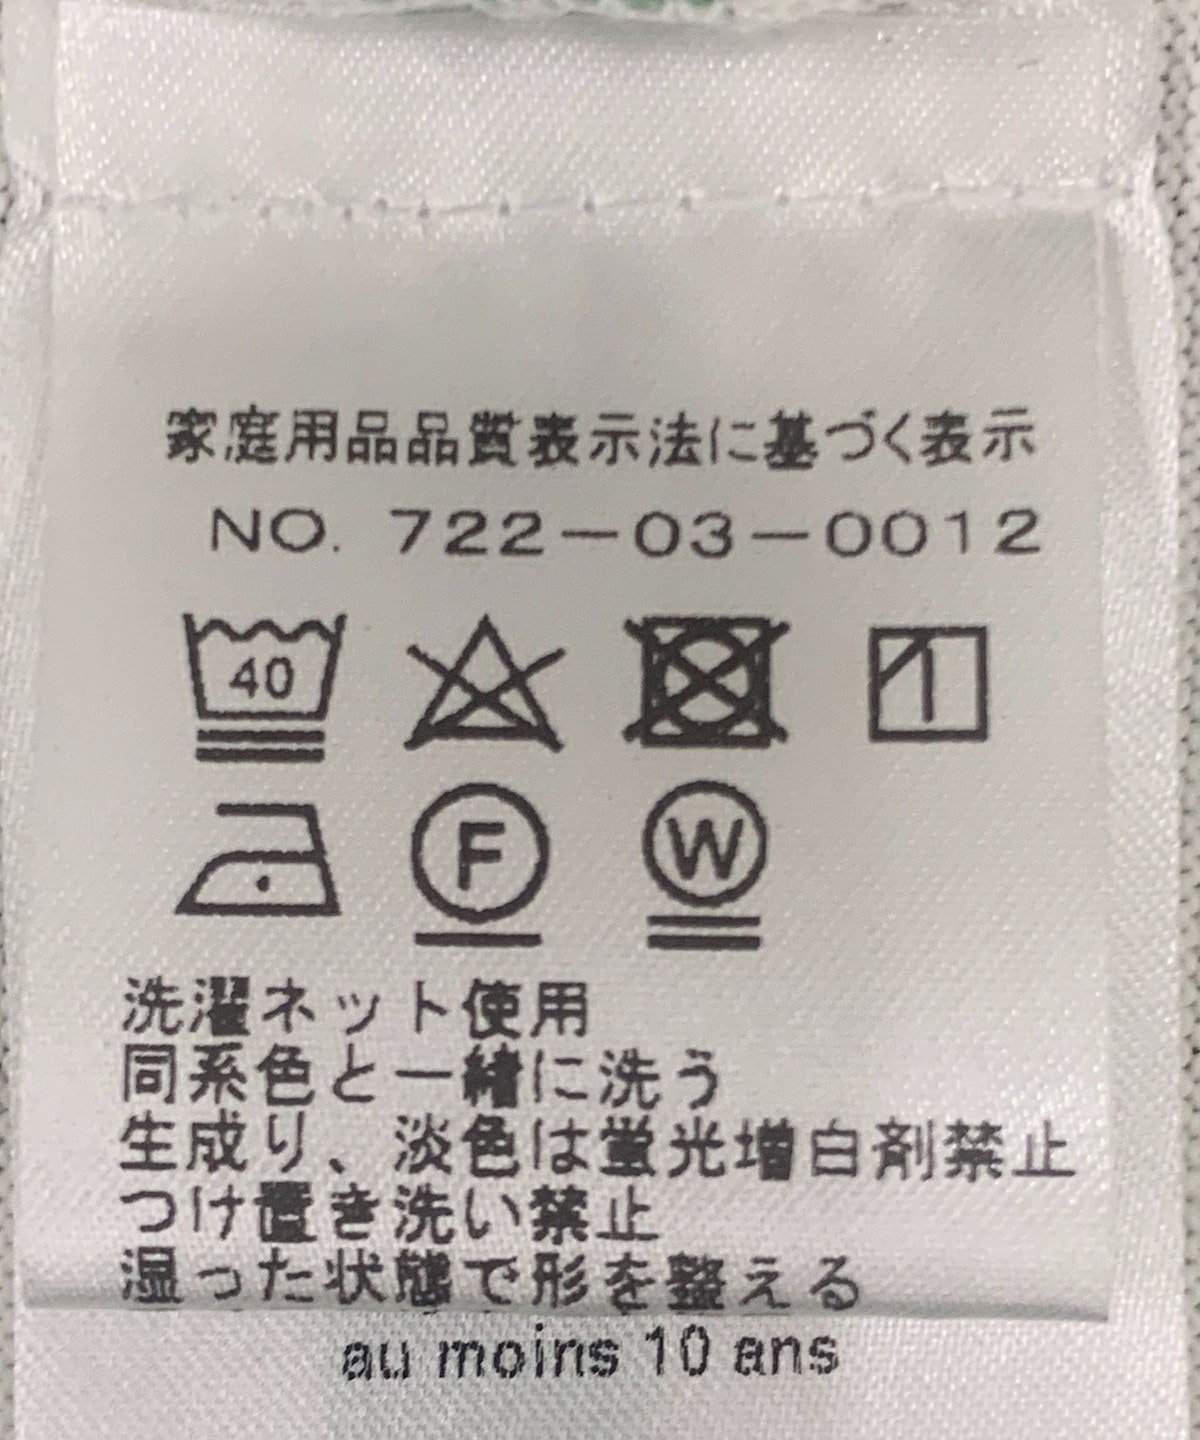 家庭用品品質表示法に基づく表示
NO. 722-03-0012
40
F
W
洗濯ネット使用
同系色と一緒に洗う
生成り、淡色は蛍光増白剤禁止
つけ置き洗い禁止
湿った状態で形を整える
au moins 10 ans